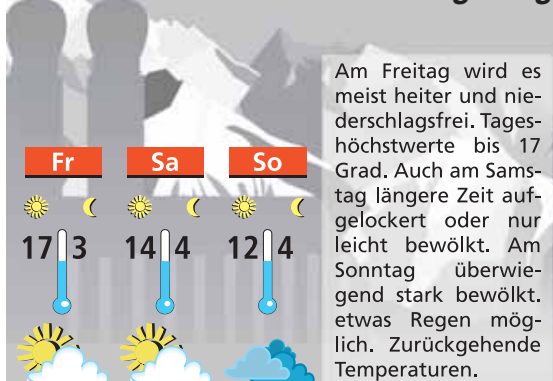 Fr Sa So
17 3 14 4 12 4
Am Freitag wird es
meist heiter und nie-
derschlagsfrei. Tages-
höchstwerte bis 17
Grad. Auch am Sams-
tag längere Zeit auf-
gelockert oder nur
leicht bewölkt. Am
Sonntag überwie-
gend stark bewölkt.
etwas Regen mög-
lich. Zurückgehende
Temperaturen.